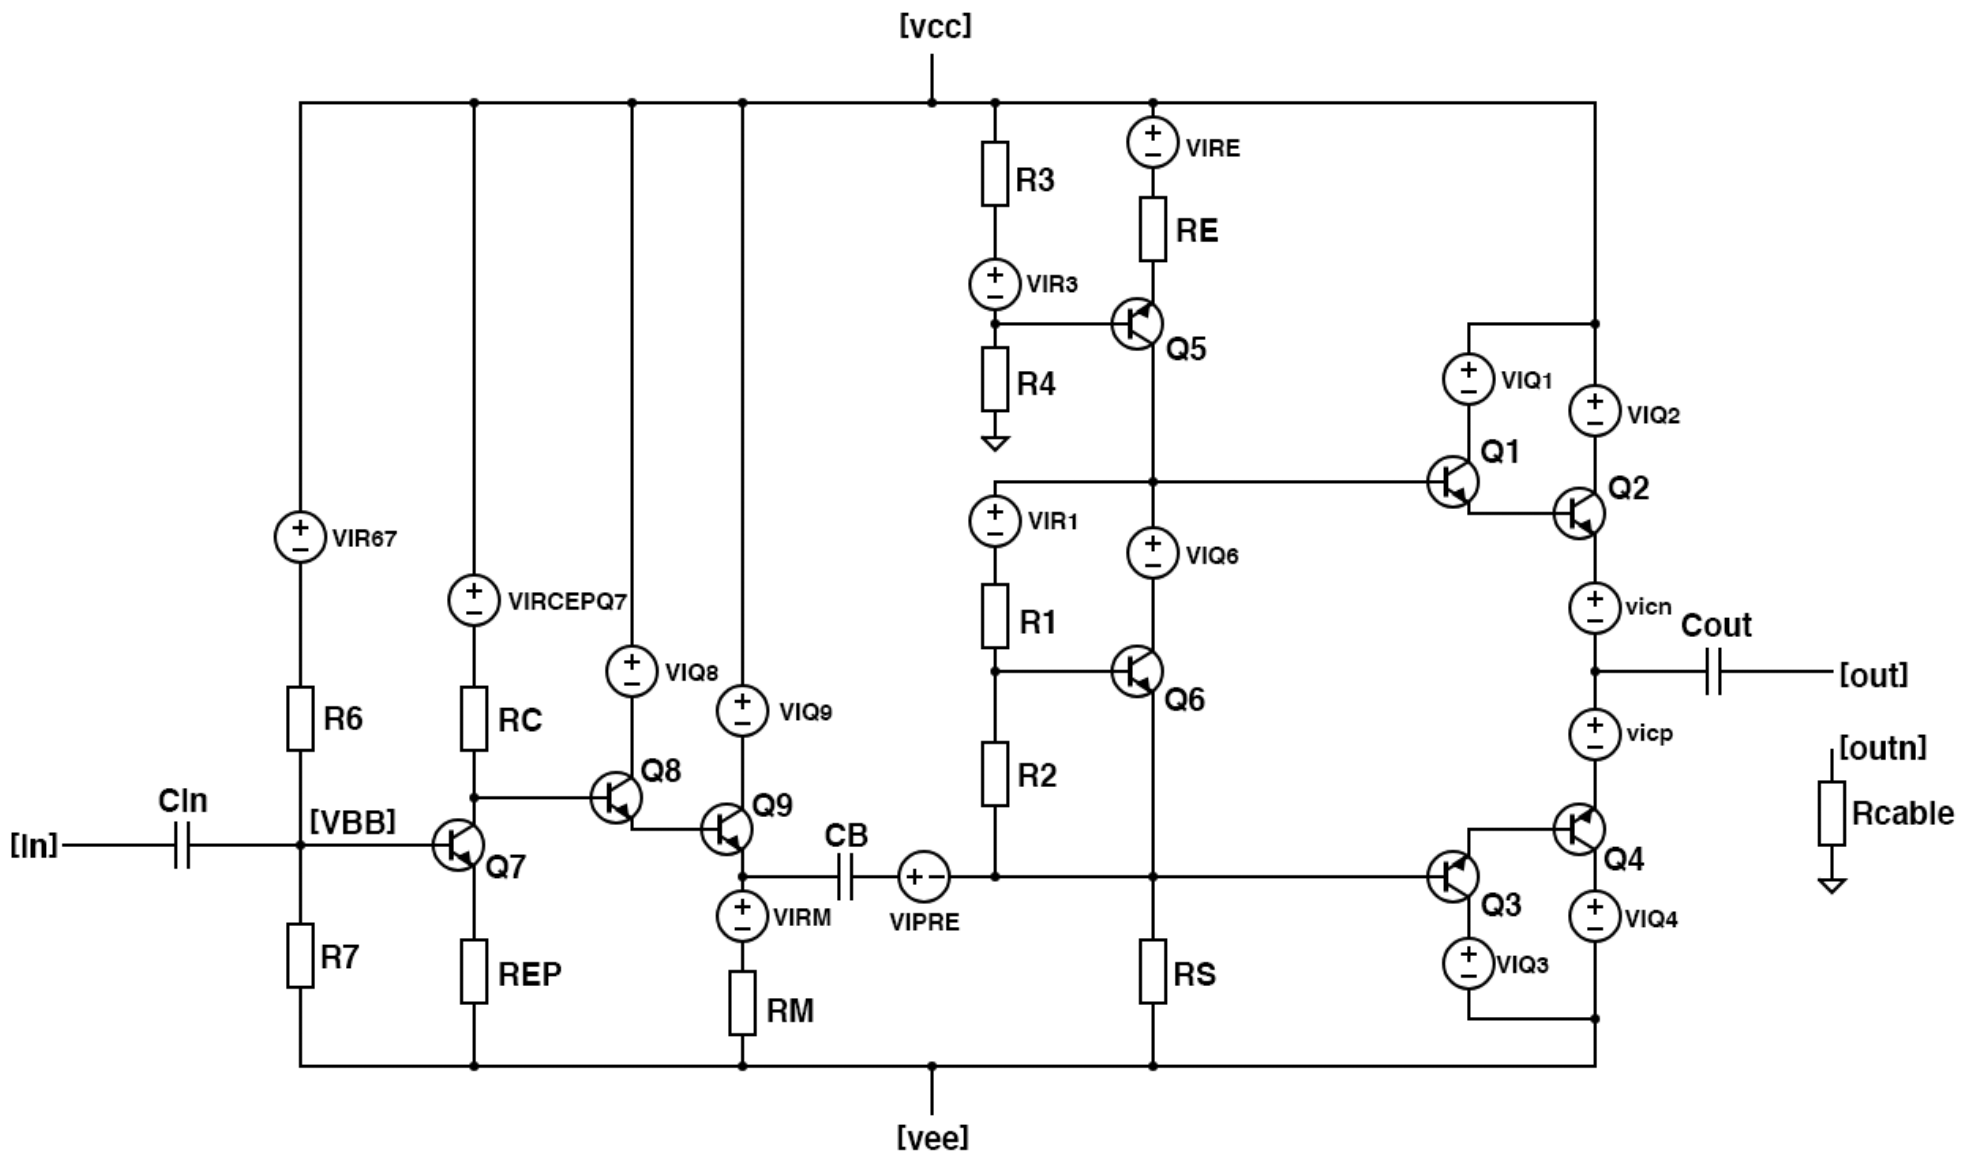 [vcc]
VIRE
R3
RE
VIR3
Q5
R4
VIQ1
VIQ2
Q1
Q2
VIR67
VIR1
VIQ6
VIRCEPQ7
vicn
R1
Cout
VIQ8
[out]
Q6
VIQ9
R6
RC
vicp
[outn]
Q8
R2
CIn
Q9
Rcable
[VBB]
CB
[In]
Q7
Q4
VIPRE
VIRM
Q3
VIQ4
R7
REP
RS
VIQ3
RM
[vee]